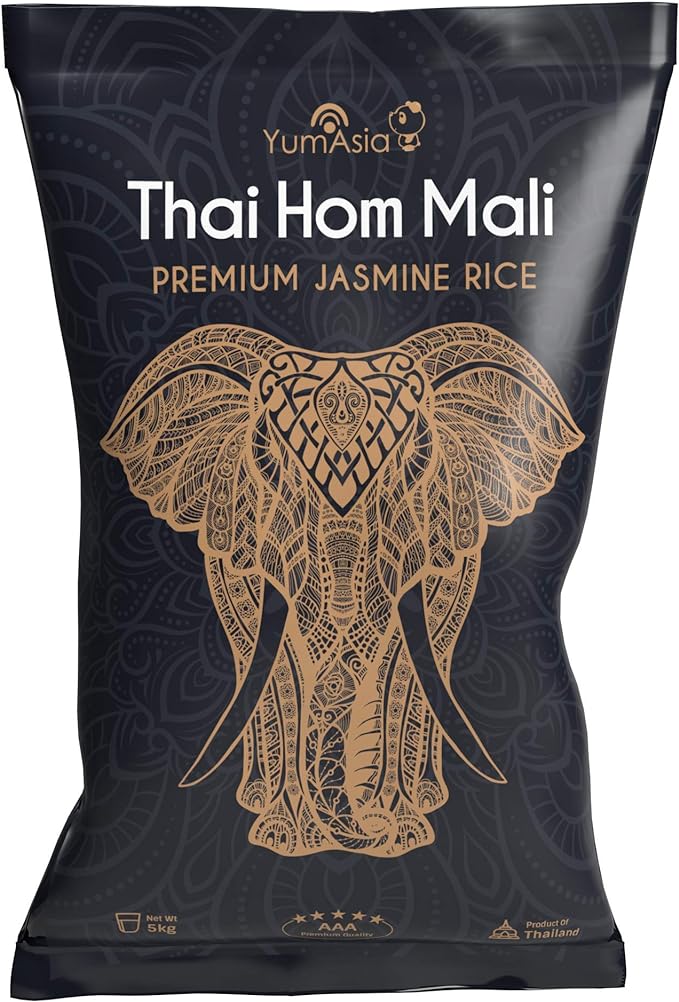 YumAsia
Thai Hom Mali
PREMIUM JASMINE RICE
Net Wt
5kg
AAA
Premium Quality
Product Of
Thailand